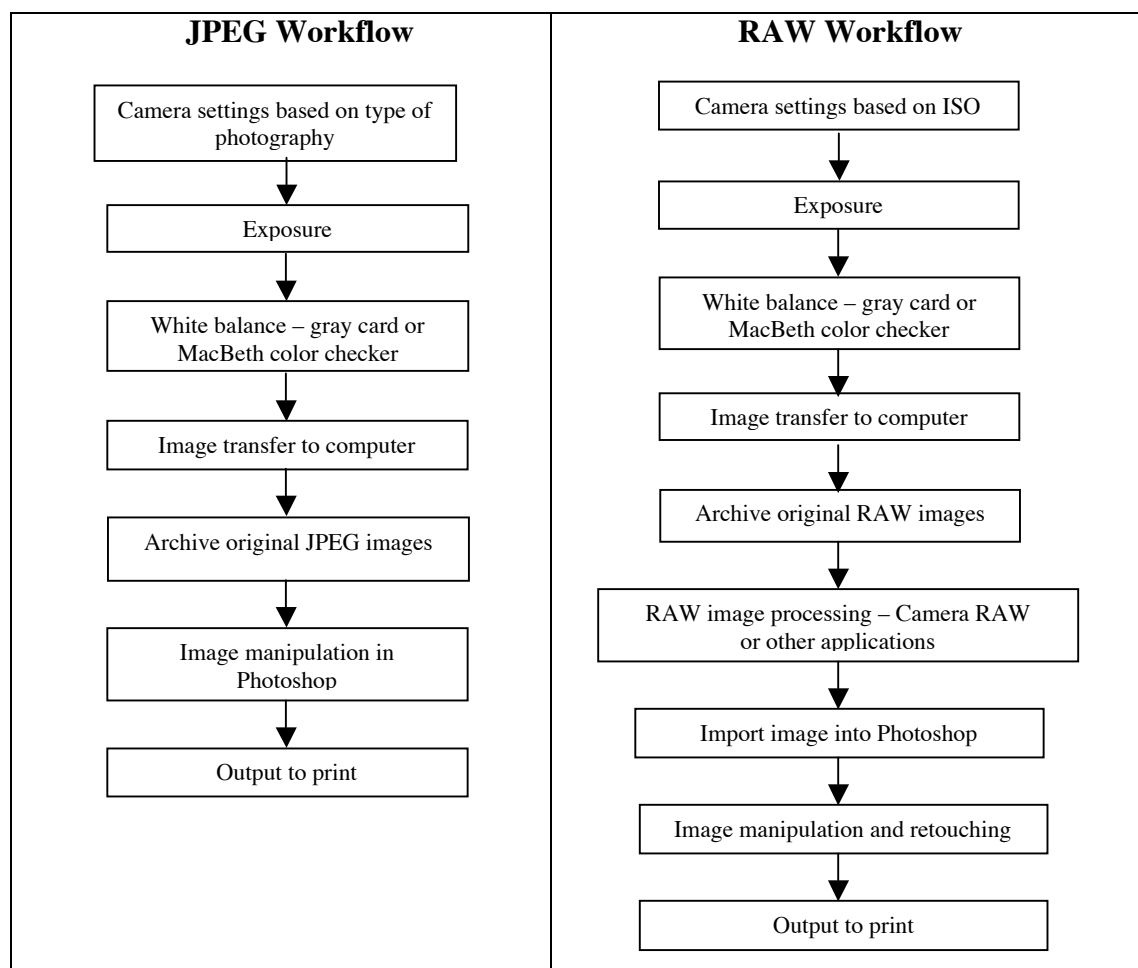 JPEG Workflow
Camera settings based on type of
photography
Exposure
White balance – gray card or
MacBeth color checker
Image transfer to computer
Archive original JPEG images
Image manipulation in
Photoshop
Output to print
RAW Workflow
Camera settings based on ISO
Exposure
White balance – gray card or
MacBeth color checker
Image transfer to computer
Archive original RAW images
RAW image processing – Camera RAW
or other applications
Import image into Photoshop
Image manipulation and retouching
Output to print